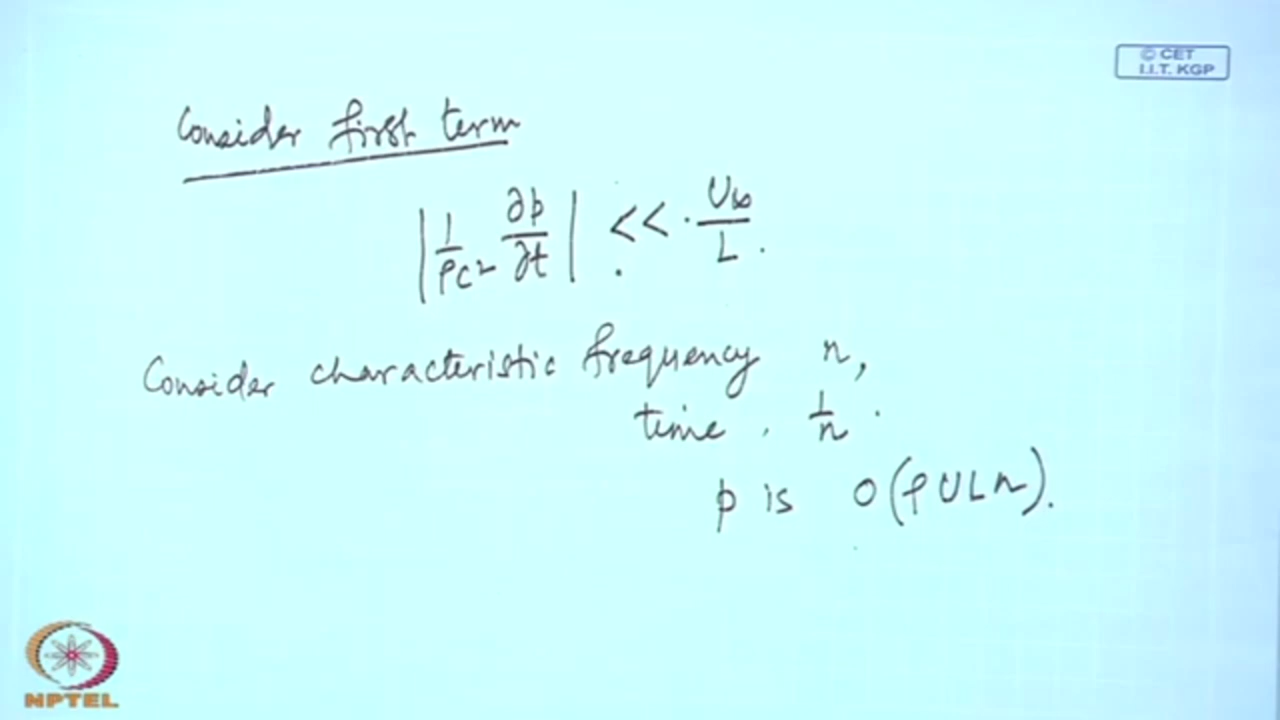 © CET
I.I.T. KGP
Consider first term
|1/ρc² ∂p/∂t| << U∞/L.
Consider characteristic frequency n,
time, 1/n.
p is O(ρULn).
NPTEL